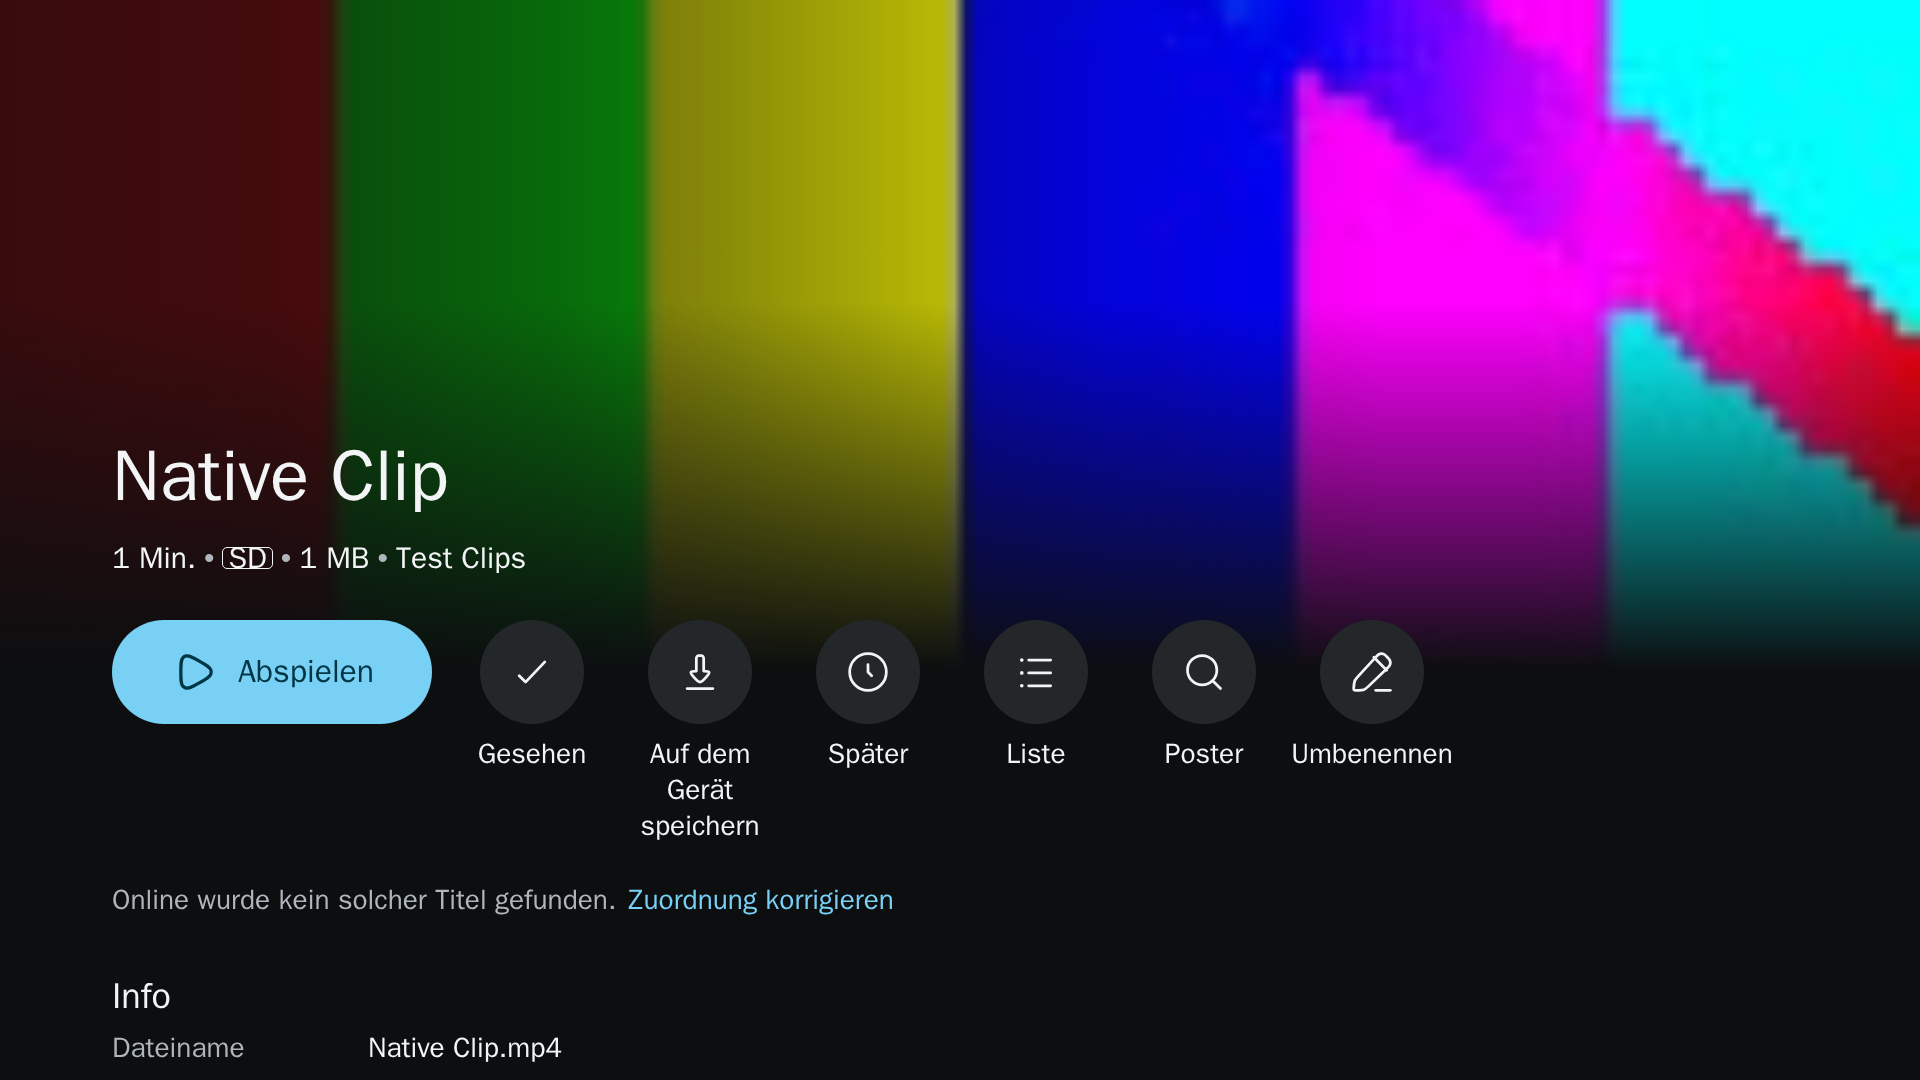 Native Clip
1 Min. • SD • 1 MB • Test Clips
Abspielen
Gesehen
Auf dem
Gerät
speichern
Später
Liste
Poster
Umbenennen
Online wurde kein solcher Titel gefunden. Zuordnung korrigieren
Info
Dateiname Native Clip.mp4